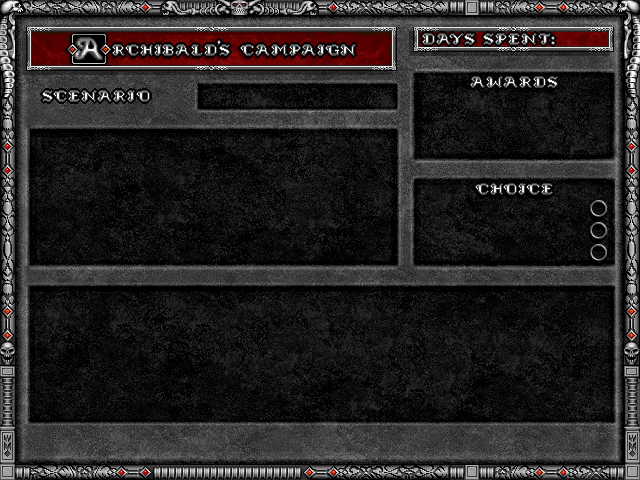 ARCHIBALD'S CAMPAIGN
DAYS SPENT:
SCENARIO
AWARDS
CHOICE